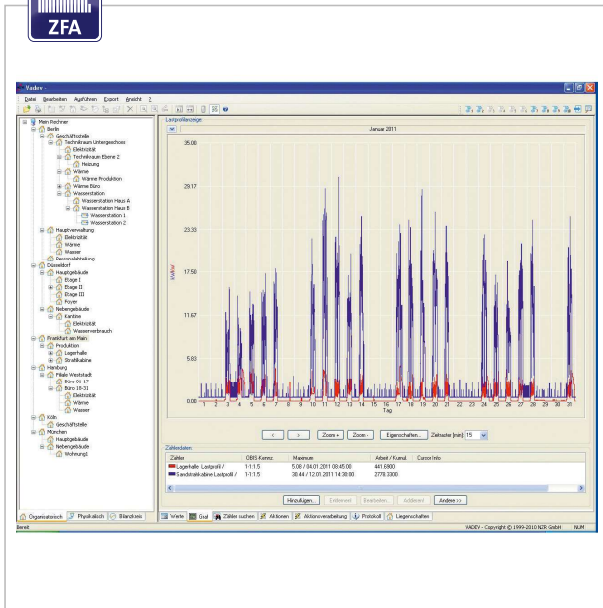 ZFA
Vadev -
Datei Bearbeiten Ausführen Export Ansicht ?
Mein Rechner
Berlin
Geschäftsstelle
Technikraum Untergeschoss
Elektrizität
Technikraum Ebene 2
Heizung
Wärme
Wärme Produktion
Wärme Büro
Wasserstation
Wasserstation Haus A
Wasserstation Haus B
Wasserstation 1
Wasserstation 2
Hauptverwaltung
Elektrizität
Wärme
Wasser
Düsseldorf
Hauptgebäude
Etage I
Etage II
Etage III
Foyer
Nebengebäude
Kantine
Elektrizität
Wasserverbrauch
Frankfurt am Main
Produktion
Lagerhalle
Stratikabine
Hamburg
Filiale Weststadt
Büro 01-17
Büro 18-31
Elektrizität
Wärme
Wasser
Köln
Geschäftsstelle
München
Hauptgebäude
Nebengebäude
Wohnung1
Organisatorisch Physikalisch Bilanzkreis
Lastprofilanzeige
Januar 2011
35.00
29.17
23.33
17.50
11.67
5.83
0.00
1 2 3 4 5 6 7 8 9 10 11 12 13 14 15 16 17 18 19 20 21 22 23 24 25 26 27 28 29 30 31
Tag
< > Zoom + Zoom - Eigenschaften... Zeitraster [min]: 15
Zählerdaten
Zähler OBIS-Kennz. Maximum Arbeit / Kumul. Cursor Info
Lagerhalle Lastprofil / 1-1:1.5 5.08 / 04.01.2011 08:45:00 441.6900
Sandstrahlkabine Lastprofil / 1-1:1.5 30.44 / 12.01.2011 14:30:00 2778.3300
Hinzufügen... Entfernen Bearbeiten... Addierend Andere >>
Werte Graf Zähler suchen Aktionen Aktionsverarbeitung Protokoll Liegenschaften
Bereit VADEV - Copyright © 1999-2010 NZR GmbH NUM